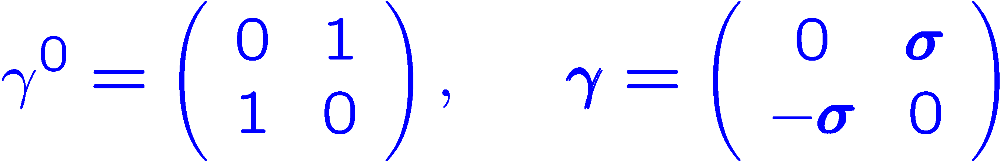 γ⁰ = ( 0 1 ; 1 0 ) , γ = ( 0 σ ; −σ 0 )